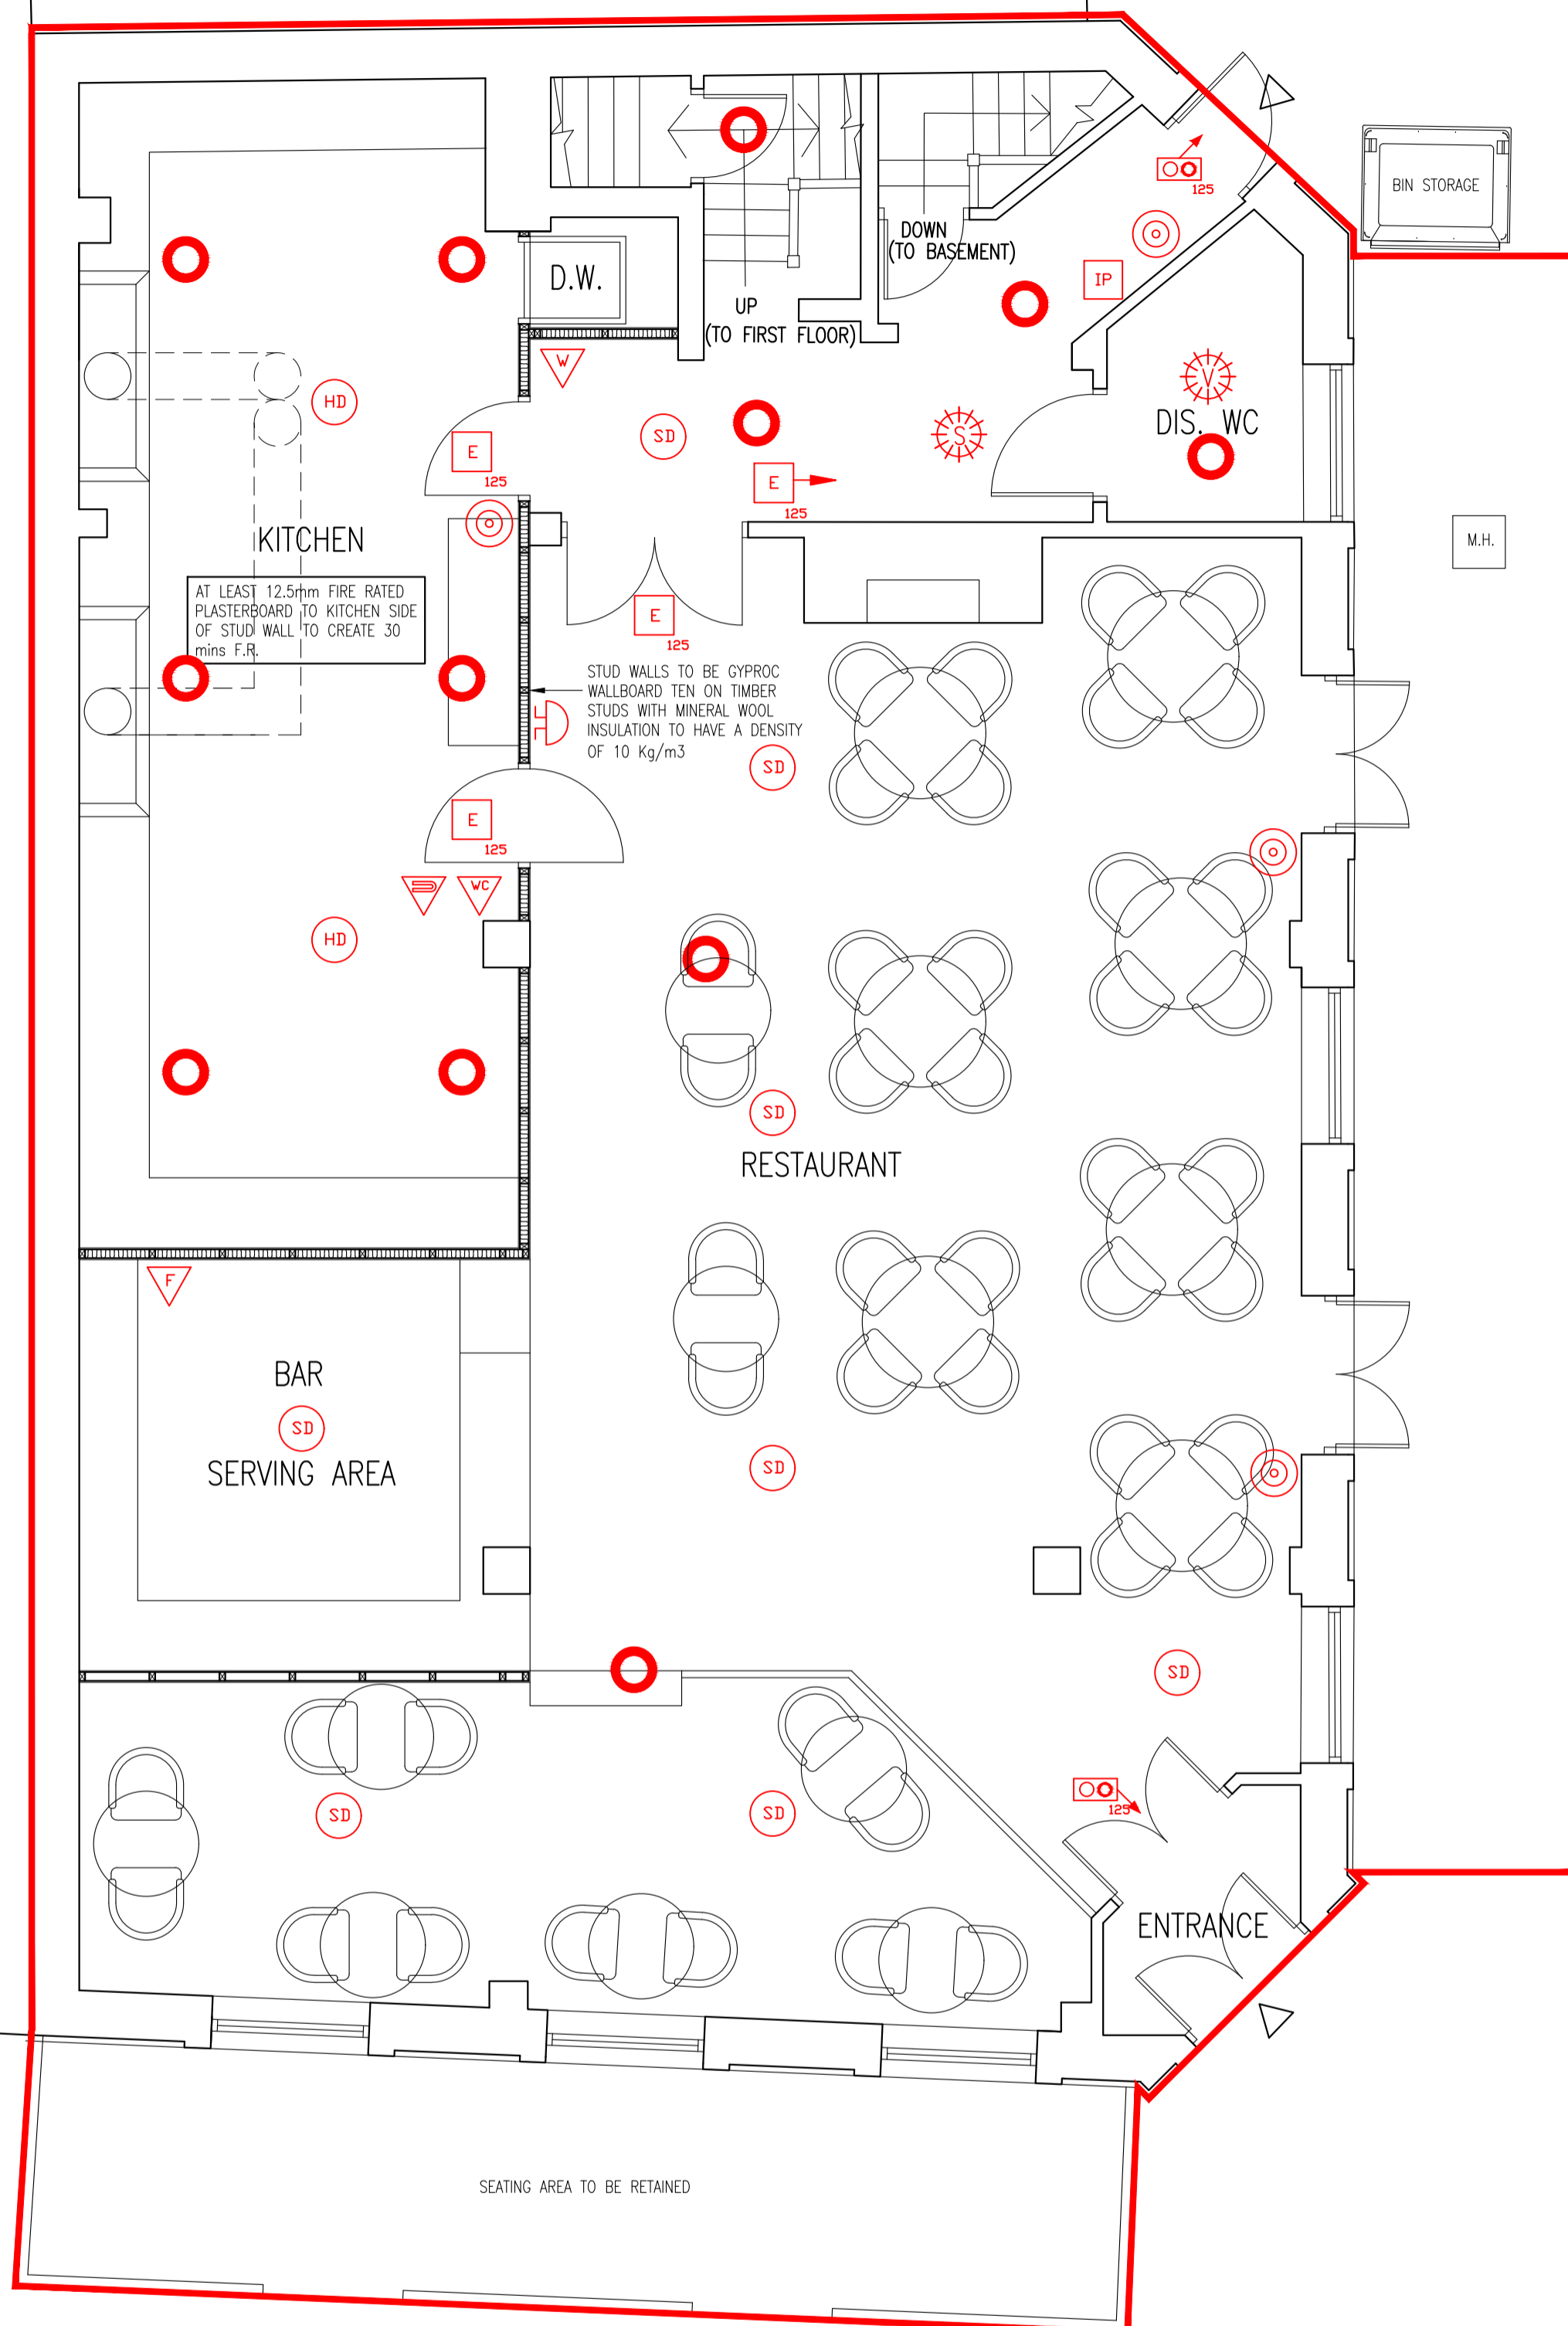 BIN STORAGE
125
DOWN
(TO BASEMENT)
IP
D.W.
UP
(TO FIRST FLOOR)
W
V
HD
DIS. WC
SD
S
E
125
E
125
KITCHEN
M.H.
AT LEAST 12.5mm FIRE RATED
PLASTERBOARD TO KITCHEN SIDE
OF STUD WALL TO CREATE 30
mins F.R.
E
125
STUD WALLS TO BE GYPROC
WALLBOARD TEN ON TIMBER
STUDS WITH MINERAL WOOL
INSULATION TO HAVE A DENSITY
OF 10 Kg/m3
SD
E
125
WC
HD
SD
RESTAURANT
F
BAR
SD
SERVING AREA
SD
SD
125
SD
SD
ENTRANCE
SEATING AREA TO BE RETAINED